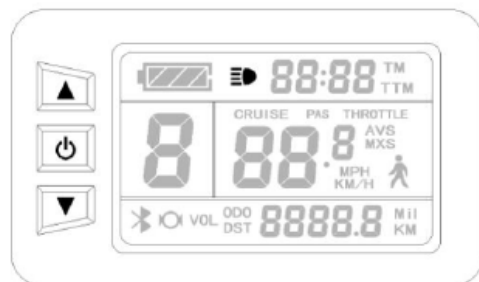 88:88 TM
TTM
CRUISE PAS THROTTLE
8 88.8 AVS
MXS
MPH
KM/H
VOL ODO 8888.8 Mil
DST KM